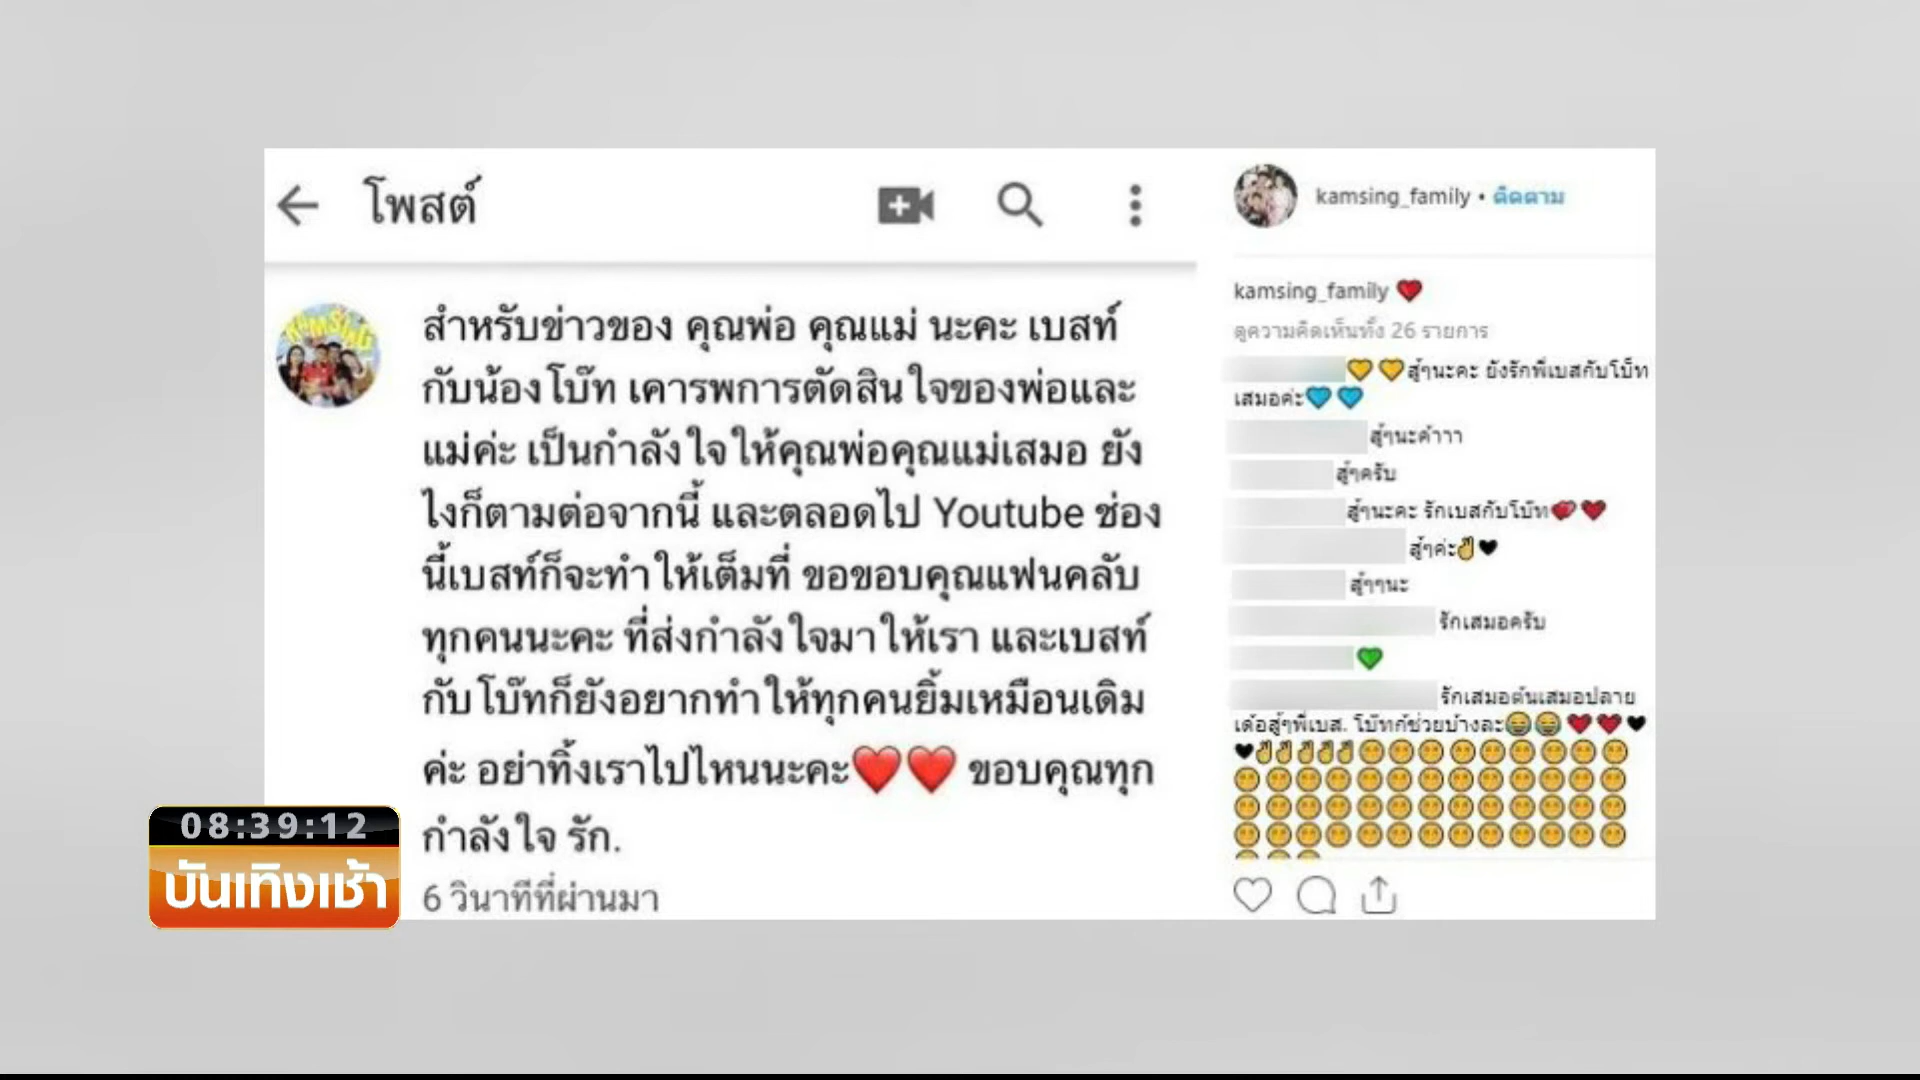 โพสต์
สำหรับข่าวของ คุณพ่อ คุณแม่ นะคะ เบสท์
กับน้องโบ๊ท เคารพการตัดสินใจของพ่อและ
แม่ค่ะ เป็นกำลังใจให้คุณพ่อคุณแม่เสมอ ยัง
ไงก็ตามต่อจากนี้ และตลอดไป Youtube ช่อง
นี้เบสท์ก็จะทำให้เต็มที่ ขอขอบคุณแฟนคลับ
ทุกคนนะคะ ที่ส่งกำลังใจมาให้เรา และเบสท์
กับโบ๊ทก็ยังอยากทำให้ทุกคนยิ้มเหมือนเดิม
ค่ะ อย่าทิ้งเราไปไหนนะคะ❤️❤️ ขอบคุณทุก
กำลังใจ รัก.
6 วินาทีที่ผ่านมา
kamsing_family • ติดตาม
kamsing_family ❤️
ดูความคิดเห็นทั้ง 26 รายการ
💛💛สู้ๆนะคะ ยังรักพี่เบสกับโบ็ท
เสมอค่ะ💙💙
สู้ๆนะค้าาา
สู้ๆครับ
สู้ๆนะคะ รักเบสกับโบ๊ท💕❤️
สู้ๆค่ะ✌️🖤
สู้ๆๆนะ
รักเสมอครับ
💚
รักเสมอต้นเสมอปลาย
เด้อสู้ๆพี่เบส. โบ๊ทก้ช่วยบ้างละ😂😂❤️❤️🖤
08:39:12
บันเทิงเช้า